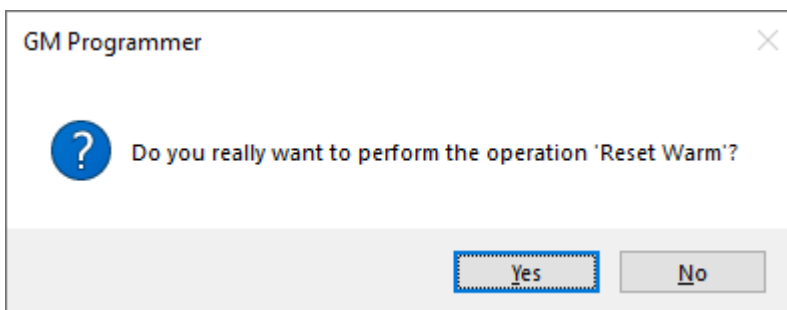 GM Programmer
?
Do you really want to perform the operation 'Reset Warm'?
Yes No